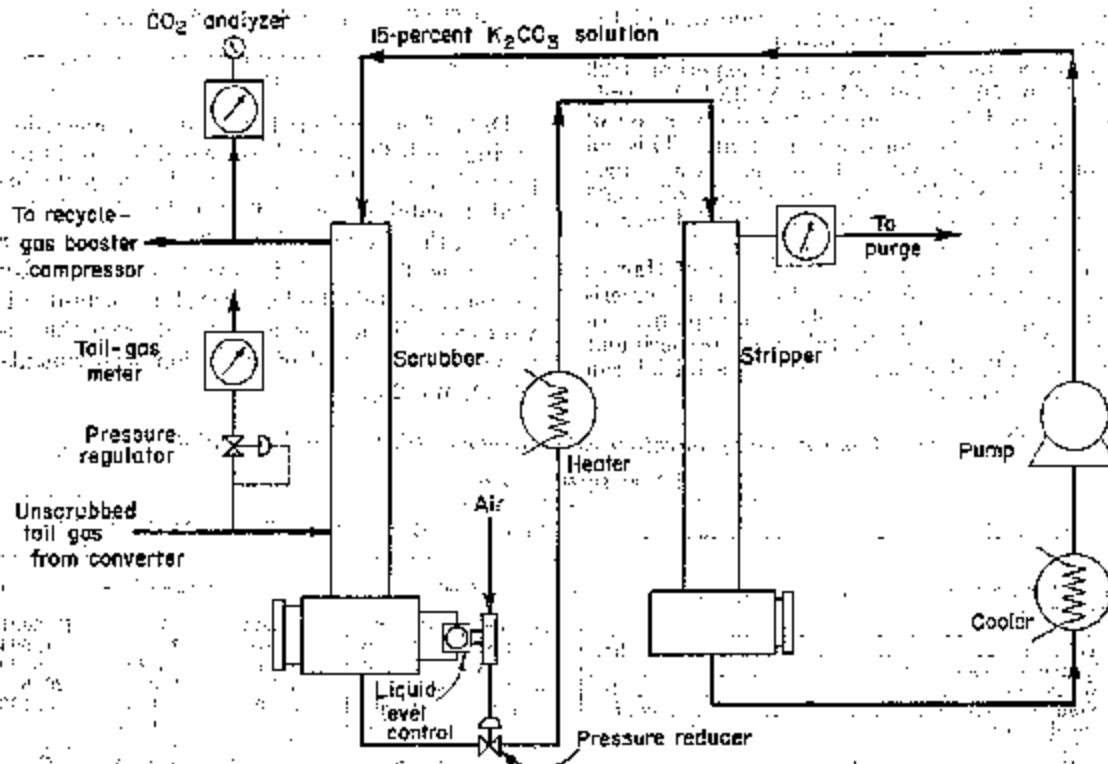 CO2 analyzer
15-percent K2CO3 solution
To recycle-
gas booster
compressor
To
purge
Tail-gas
meter
Scrubber
Stripper
Pressure
regulator
Heater
Pump
Air
Unscrubbed
tail gas
from converter
Cooler
Liquid
level
control
Pressure reducer